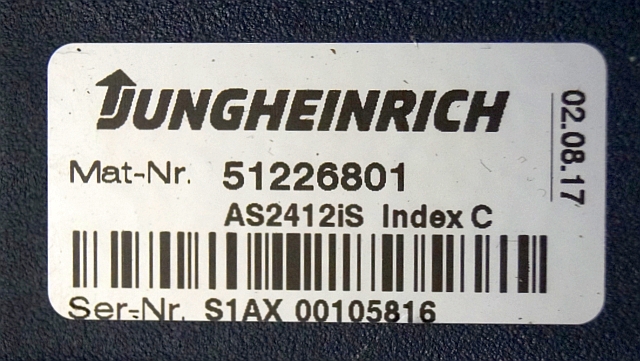 JUNGHEINRICH
Mat-Nr. 51226801
AS2412iS Index C
Ser-Nr. S1AX 00105816
02.08.17